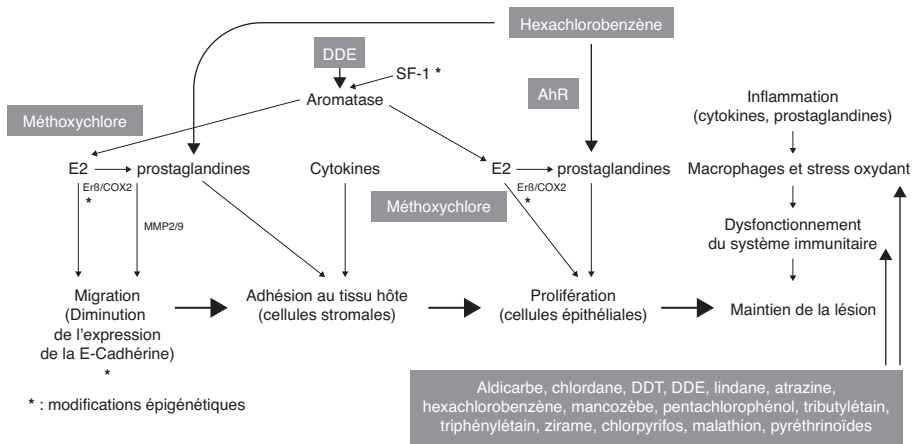 Hexachlorobenzène
DDE
SF-1 *
Aromatase
AhR
Méthoxychlore
Inflammation
(cytokines, prostaglandines)
E2
prostaglandines
Cytokines
E2
prostaglandines
Macrophages et stress oxydant
Erß/COX2
*
Méthoxychlore
Erß/COX2
*
MMP2/9
Dysfonctionnement
du système immunitaire
Migration
(Diminution
de l'expression
de la E-Cadhérine)
*
Adhésion au tissu hôte
(cellules stromales)
Prolifération
(cellules épithéliales)
Maintien de la lésion
* : modifications épigénétiques
Aldicarbe, chlordane, DDT, DDE, lindane, atrazine,
hexachlorobenzène, mancozèbe, pentachlorophénol, tributylétain,
triphénylétain, zirame, chlorpyrifos, malathion, pyréthrinoïdes